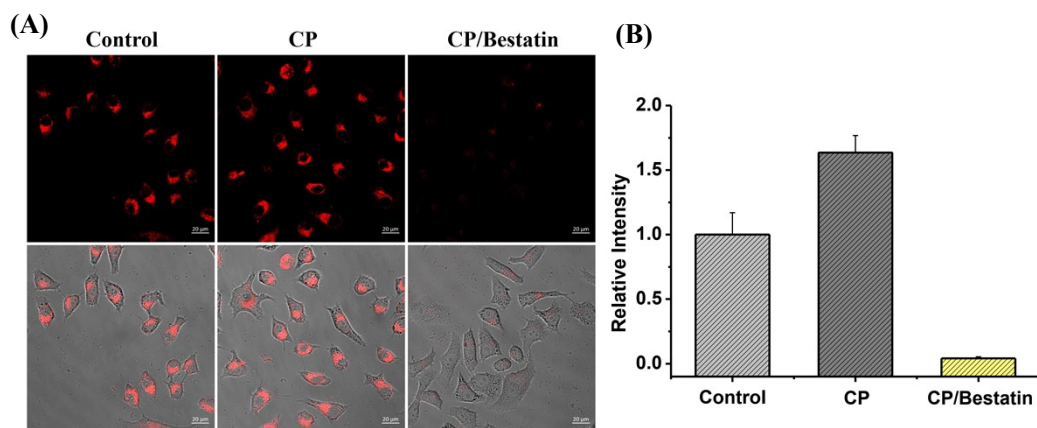 (A)
Control CP CP/Bestatin
20 μm 20 μm 20 μm
20 μm 20 μm 20 μm
(B)
Relative Intensity
2.0
1.5
1.0
0.5
0.0
Control CP CP/Bestatin